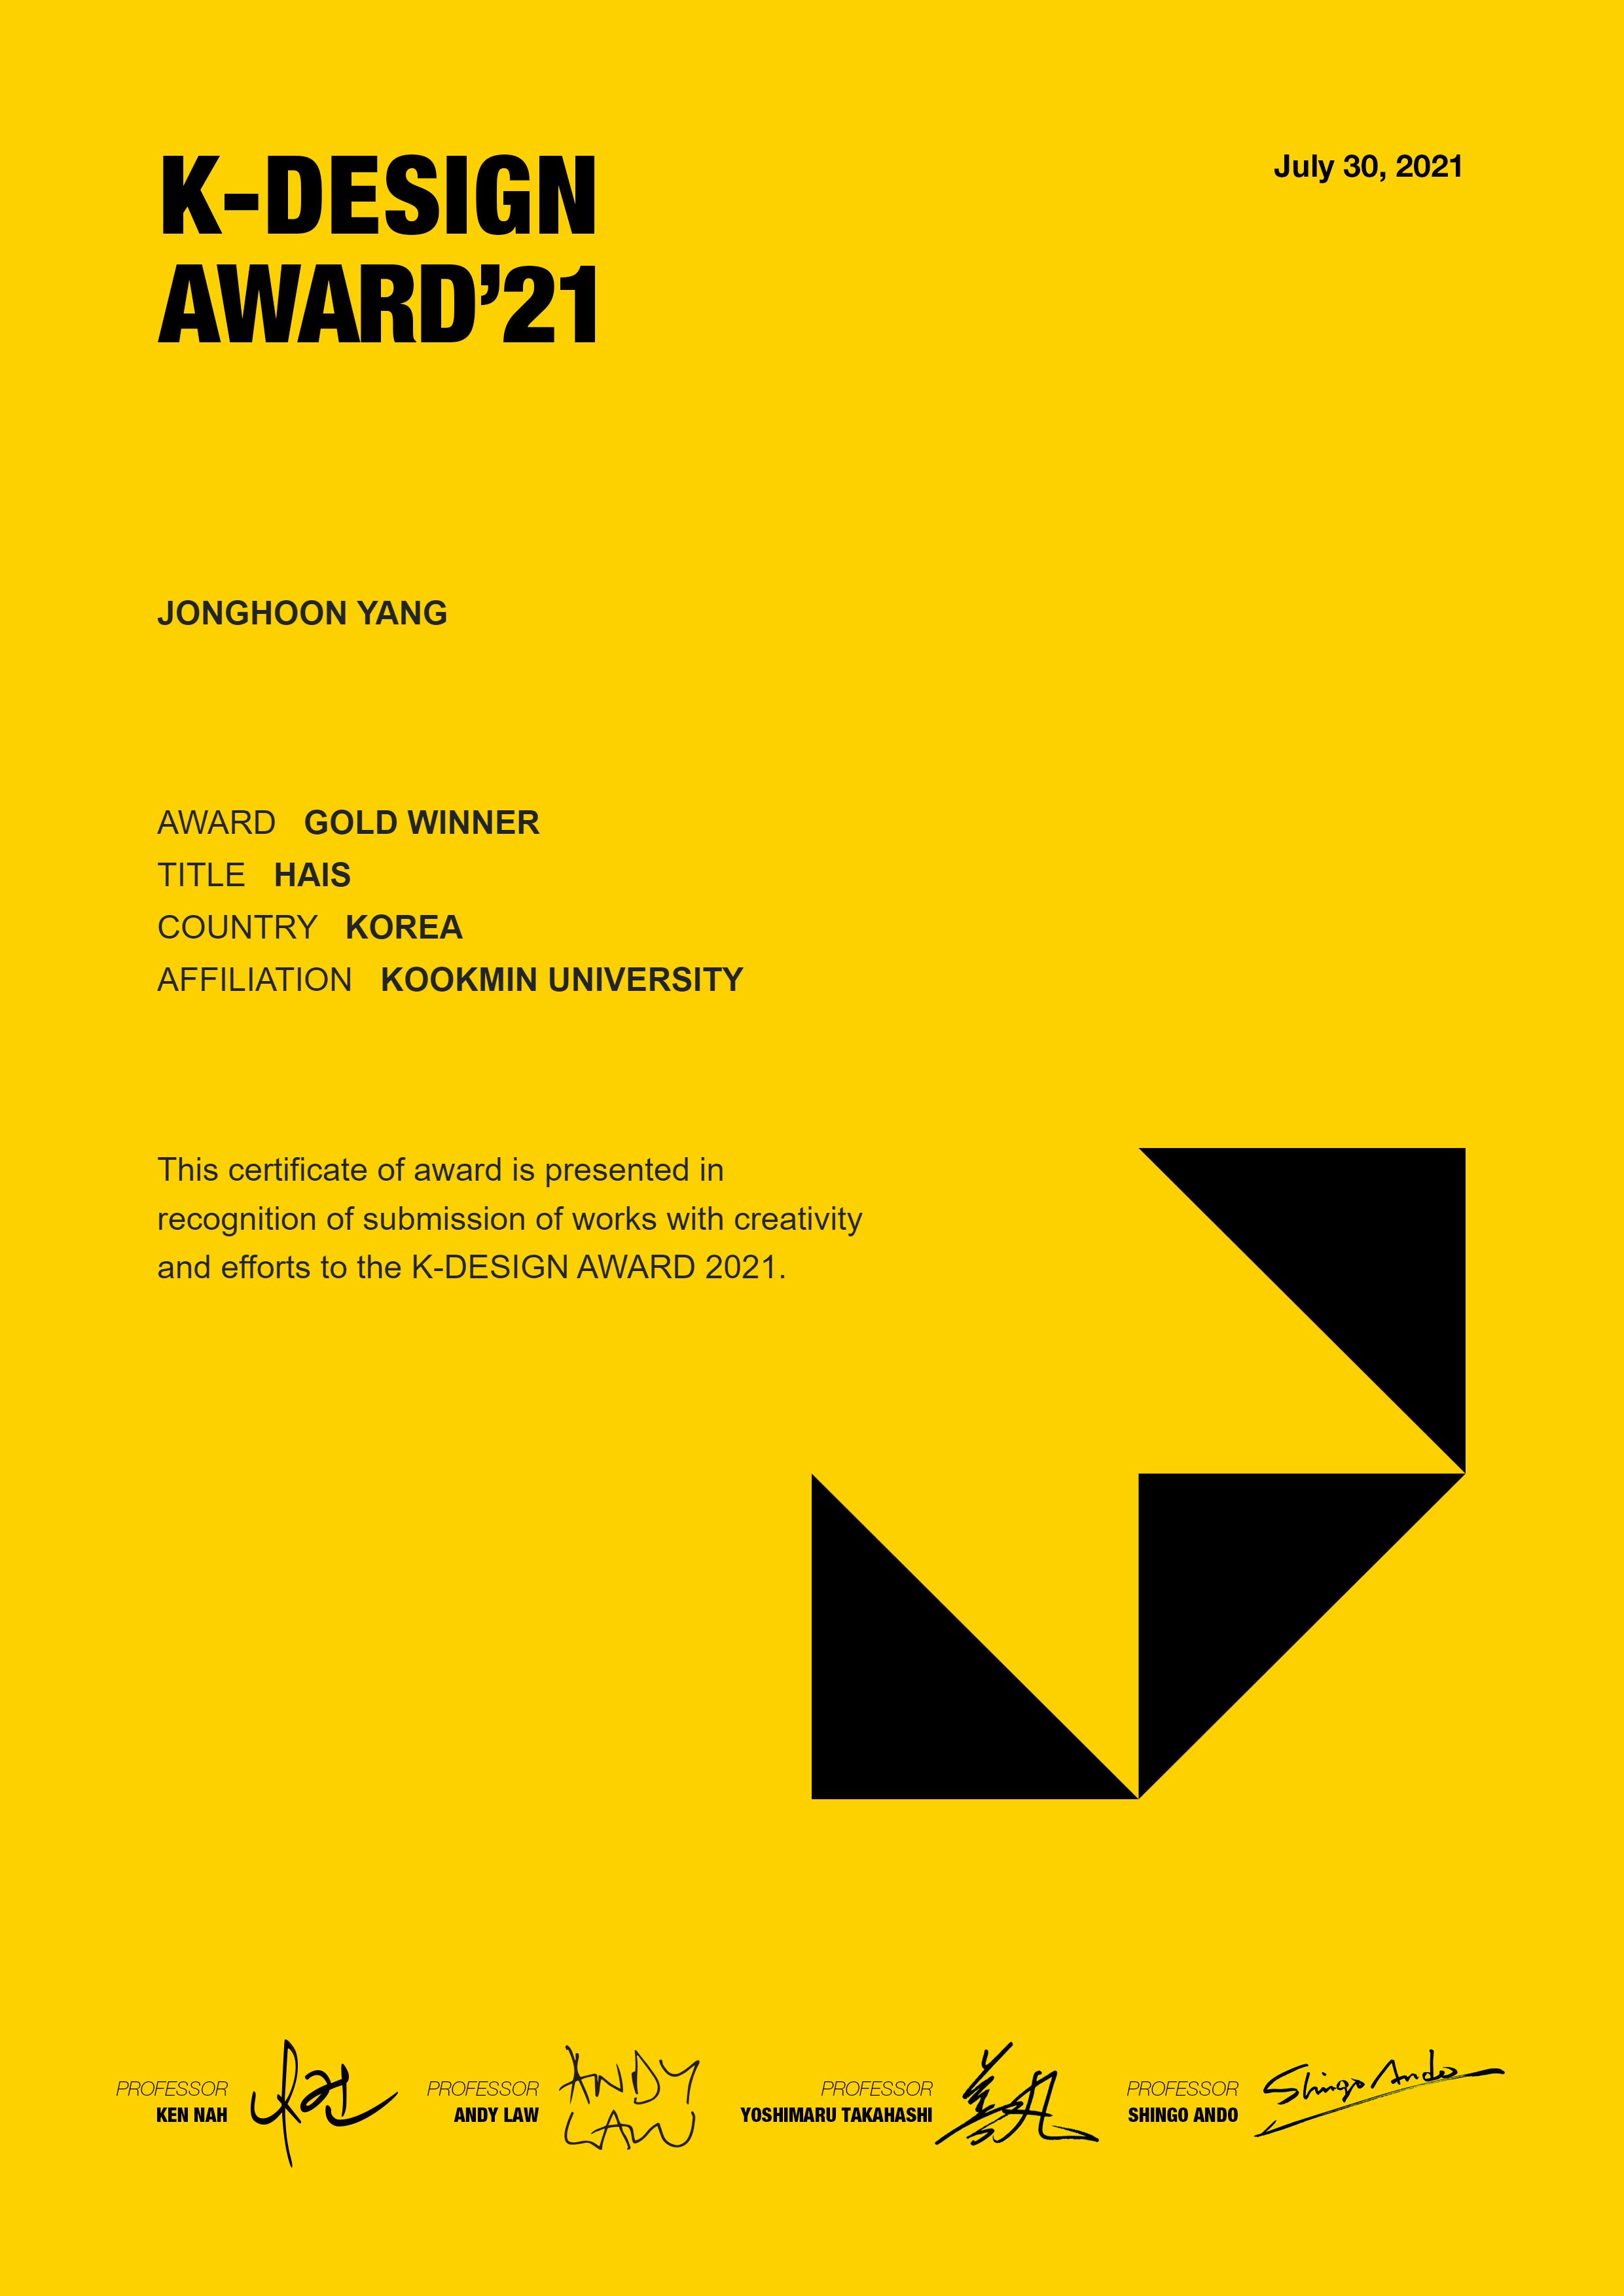 K-DESIGN
AWARD’21
July 30, 2021
JONGHOON YANG
AWARD GOLD WINNER
TITLE HAIS
COUNTRY KOREA
AFFILIATION KOOKMIN UNIVERSITY
This certificate of award is presented in
recognition of submission of works with creativity
and efforts to the K-DESIGN AWARD 2021.
PROFESSOR
KEN NAH
PROFESSOR
ANDY LAW
ANDY
LAW
PROFESSOR
YOSHIMARU TAKAHASHI
PROFESSOR
SHINGO ANDO
Shingo Ando